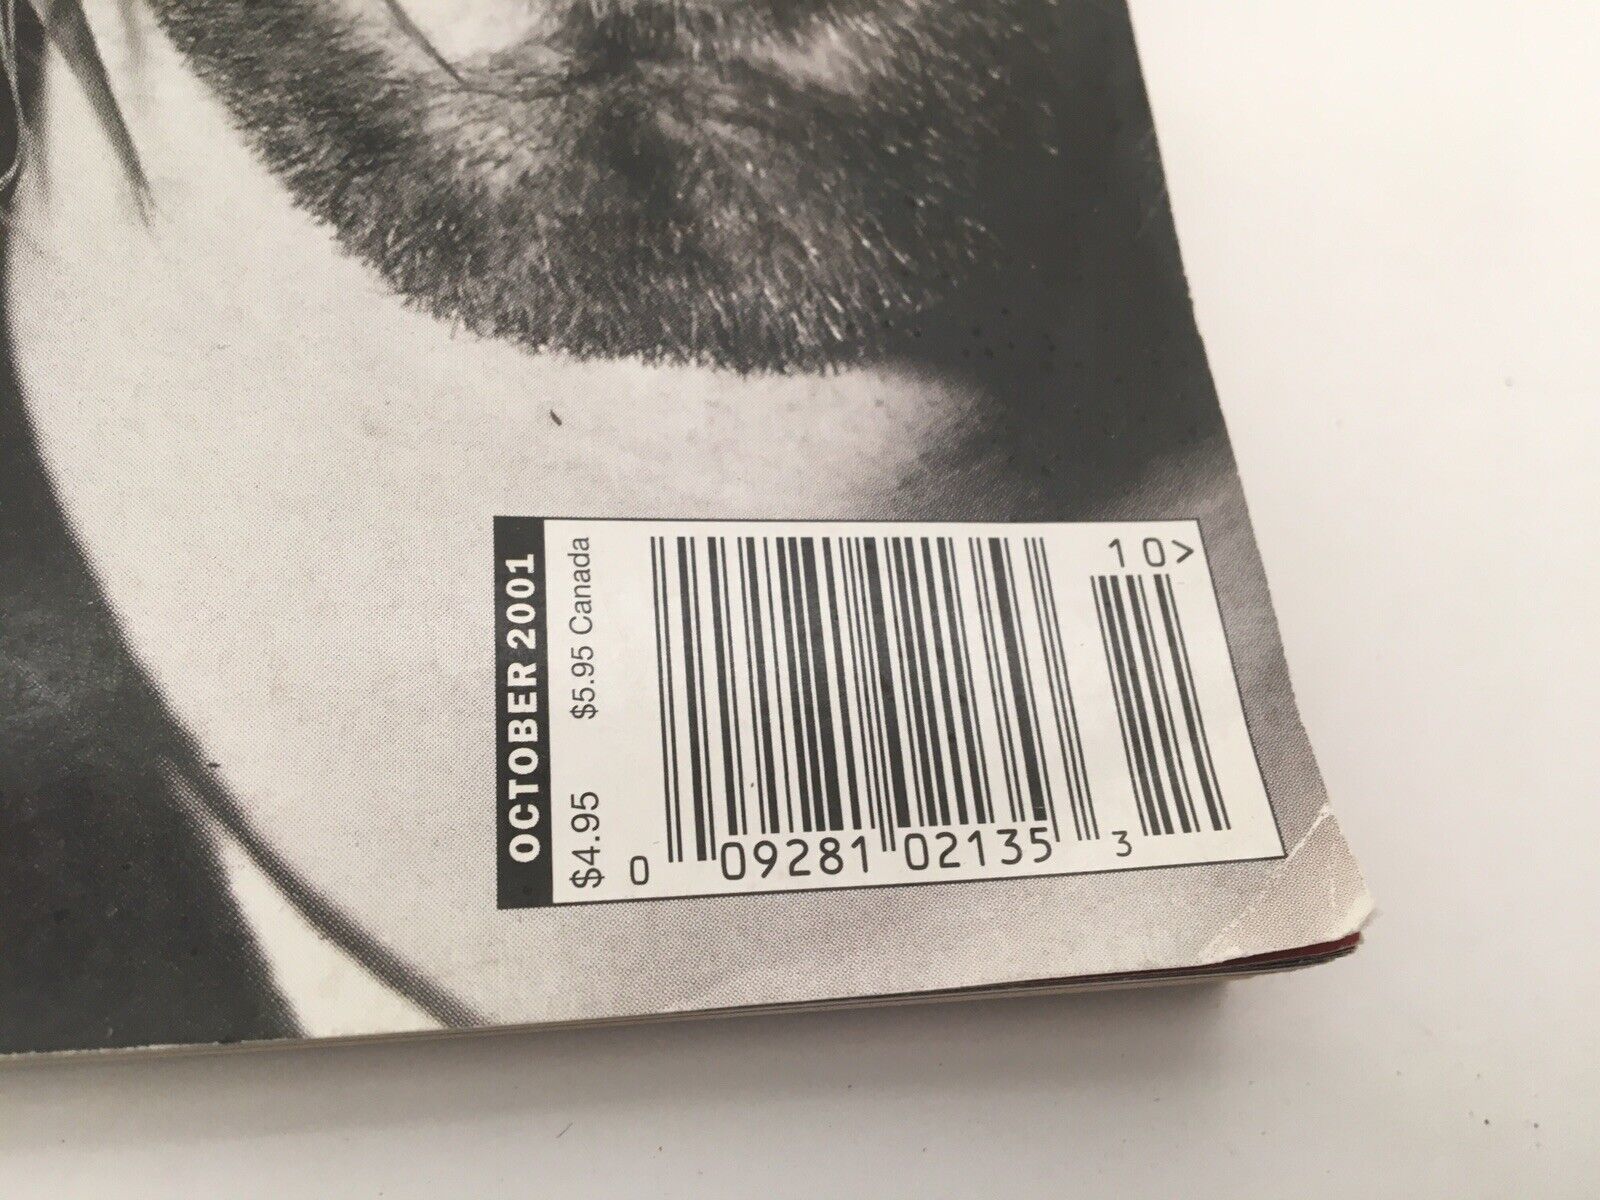 OCTOBER 2001
$4.95 $5.95 Canada
10>
0 09281 02135 3